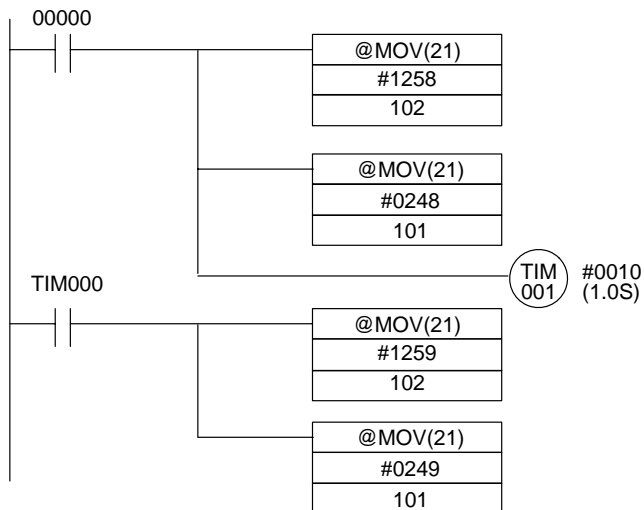 00000
@MOV(21)
#1258
102
@MOV(21)
#0248
101
TIM
001
#0010
(1.0S)
TIM000
@MOV(21)
#1259
102
@MOV(21)
#0249
101